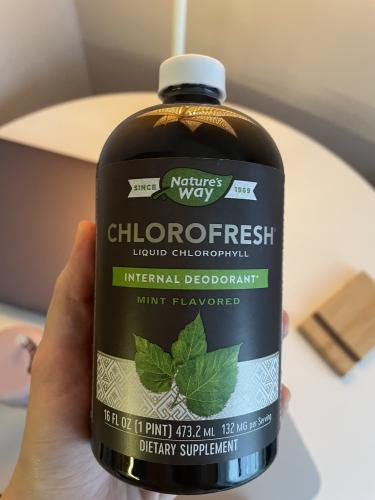 SINCE Nature's Way 1969
CHLOROFRESH®
LIQUID CHLOROPHYLL
INTERNAL DEODORANT*
MINT FLAVORED
16 FL OZ (1 PINT) 473.2 ML 132 MG per Serving
DIETARY SUPPLEMENT